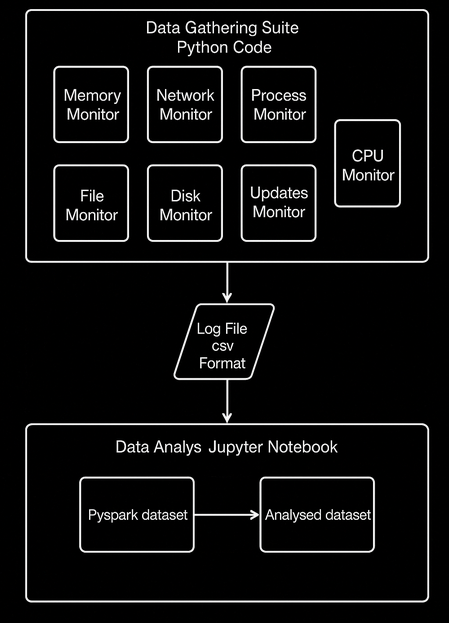 Data Gathering Suite
Python Code
Memory
Monitor
Network
Monitor
Process
Monitor
CPU
Monitor
File
Monitor
Disk
Monitor
Updates
Monitor
Log File
csv
Format
Data Analys Jupyter Notebook
Pyspark dataset
Analysed dataset